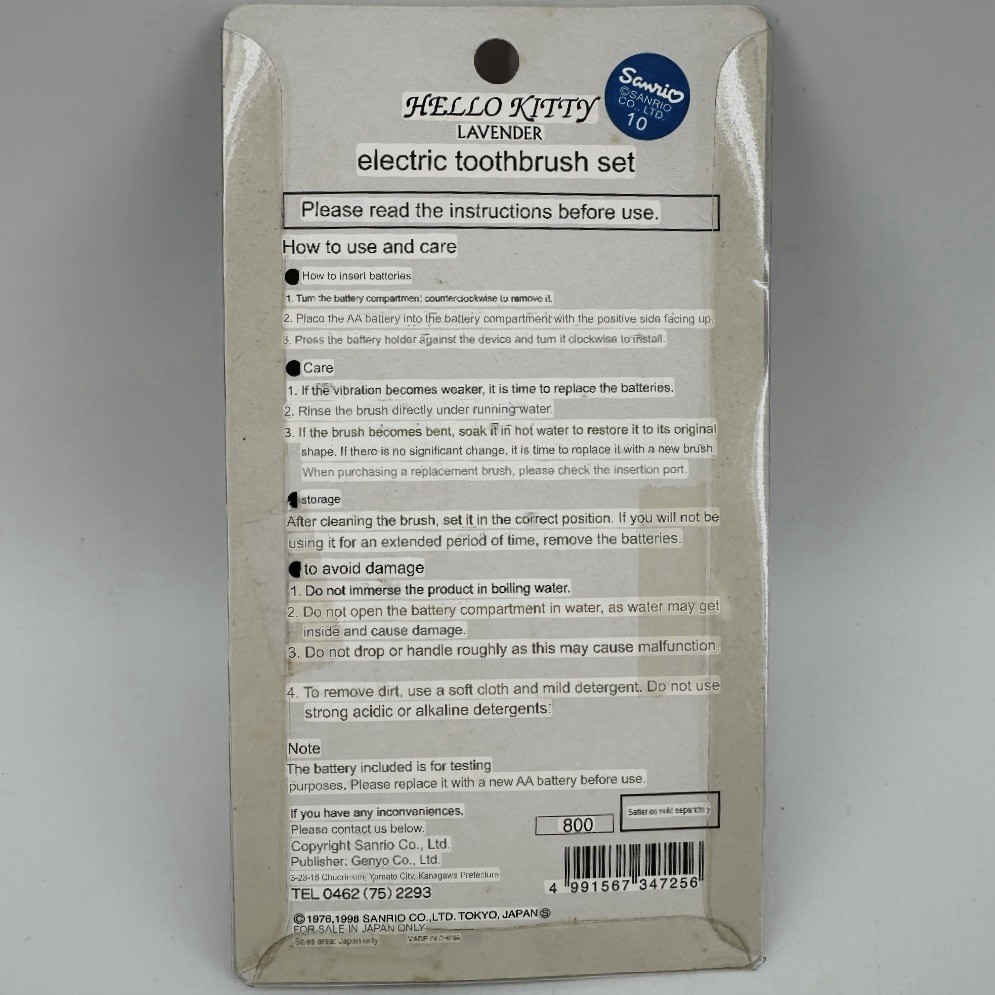 Sanrio
©SANRIO
CO., LTD.
10
HELLO KITTY
LAVENDER
electric toothbrush set
Please read the instructions before use.
How to use and care
How to insert batteries
1. Turn the battery compartment counterclockwise to remove it.
2. Place the AA battery into the battery compartment with the positive side facing up.
3. Press the battery holder against the device and turn it clockwise to install.
Care
1. If the vibration becomes weaker, it is time to replace the batteries.
2. Rinse the brush directly under running water.
3. If the brush becomes bent, soak it in hot water to restore it to its original
shape. If there is no significant change, it is time to replace it with a new brush.
When purchasing a replacement brush, please check the insertion port.
storage
After cleaning the brush, set it in the correct position. If you will not be
using it for an extended period of time, remove the batteries.
to avoid damage
1. Do not immerse the product in boiling water.
2. Do not open the battery compartment in water, as water may get
inside and cause damage.
3. Do not drop or handle roughly as this may cause malfunction.
4. To remove dirt, use a soft cloth and mild detergent. Do not use
strong acidic or alkaline detergents.
Note
The battery included is for testing
purposes. Please replace it with a new AA battery before use.
If you have any inconveniences,
Please contact us below.
Batteries sold separately
800
Copyright Sanrio Co., Ltd.
Publisher: Genyo Co., Ltd.
Yamato City, Kanagawa Prefecture
TEL 0462 (75) 2293
4 991567 347256
©1976,1998 SANRIO CO.,LTD. TOKYO, JAPAN Ⓢ
FOR SALE IN JAPAN ONLY
Sales area: Japan only MADE IN CHINA